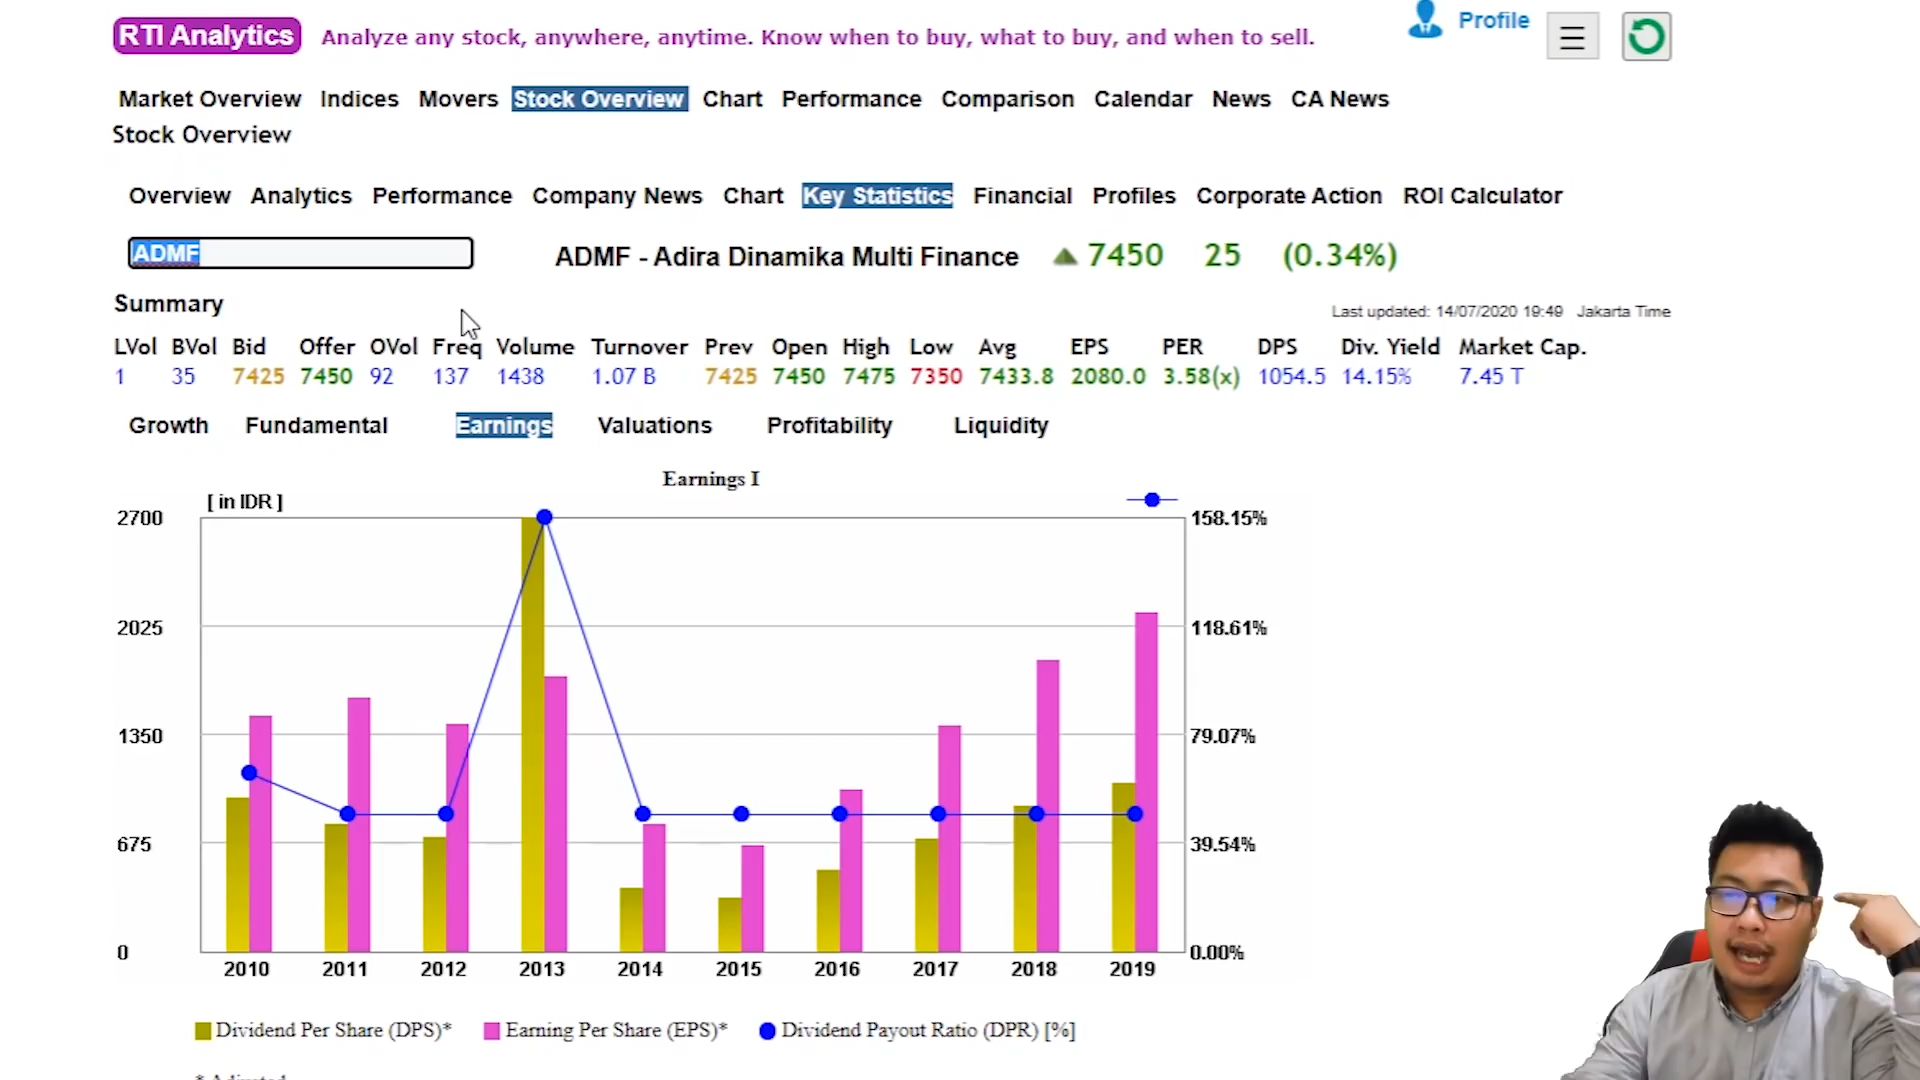 RTI Analytics Analyze any stock, anywhere, anytime. Know when to buy, what to buy, and when to sell. Profile
Market Overview Indices Movers Stock Overview Chart Performance Comparison Calendar News CA News
Stock Overview
Overview Analytics Performance Company News Chart Key Statistics Financial Profiles Corporate Action ROI Calculator
ADMF ADMF - Adira Dinamika Multi Finance 7450 25 (0.34%)
Summary Last updated: 14/07/2020 19:49 Jakarta Time
LVol BVol Bid Offer OVol Freq Volume Turnover Prev Open High Low Avg EPS PER DPS Div. Yield Market Cap.
1 35 7425 7450 92 137 1438 1.07 B 7425 7450 7475 7350 7433.8 2080.0 3.58(x) 1054.5 14.15% 7.45 T
Growth Fundamental Earnings Valuations Profitability Liquidity
Earnings I
[ in IDR ]
2700 158.15%
2025 118.61%
1350 79.07%
675 39.54%
0 0.00%
2010 2011 2012 2013 2014 2015 2016 2017 2018 2019
Dividend Per Share (DPS)* Earning Per Share (EPS)* Dividend Payout Ratio (DPR) [%]
* Adjusted